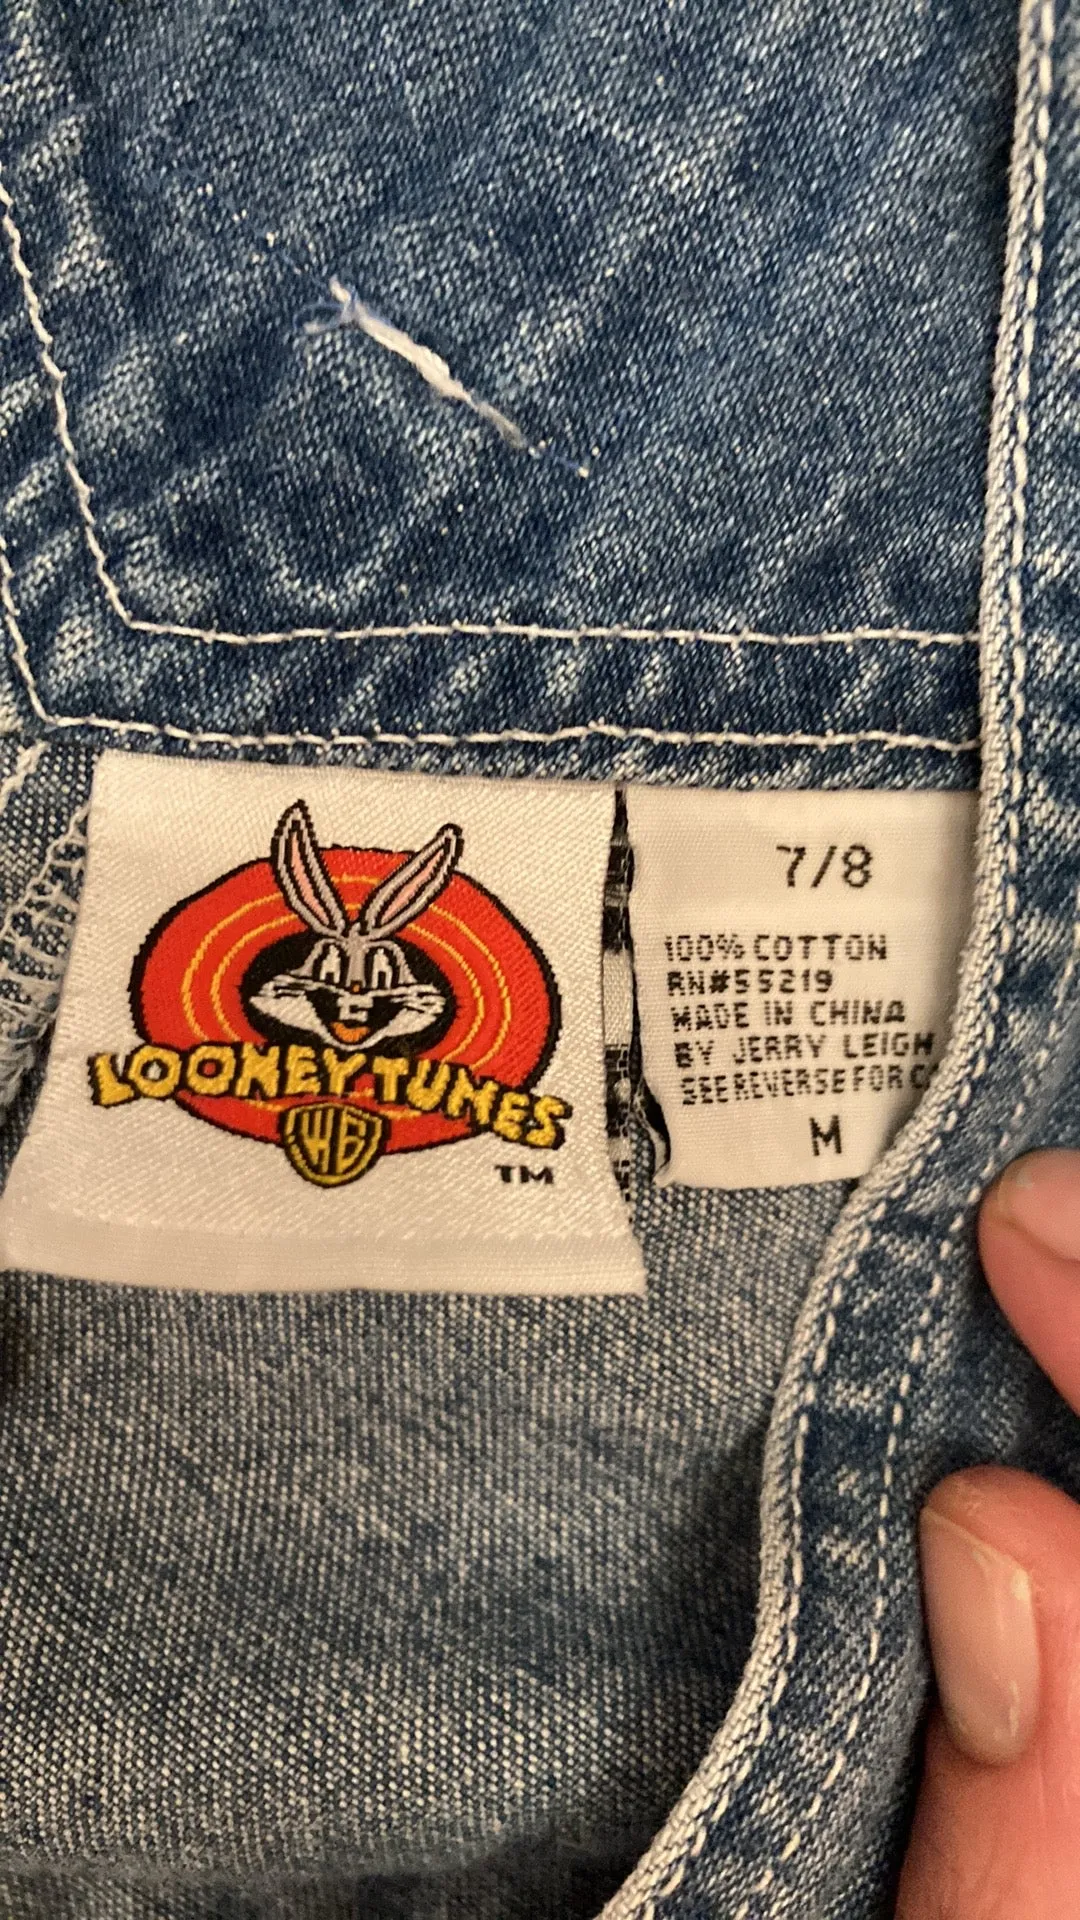 LOONEY TUNES
WB
TM
7/8
100% COTTON
RN#55219
MADE IN CHINA
BY JERRY LEIGH
SEE REVERSE FOR
M